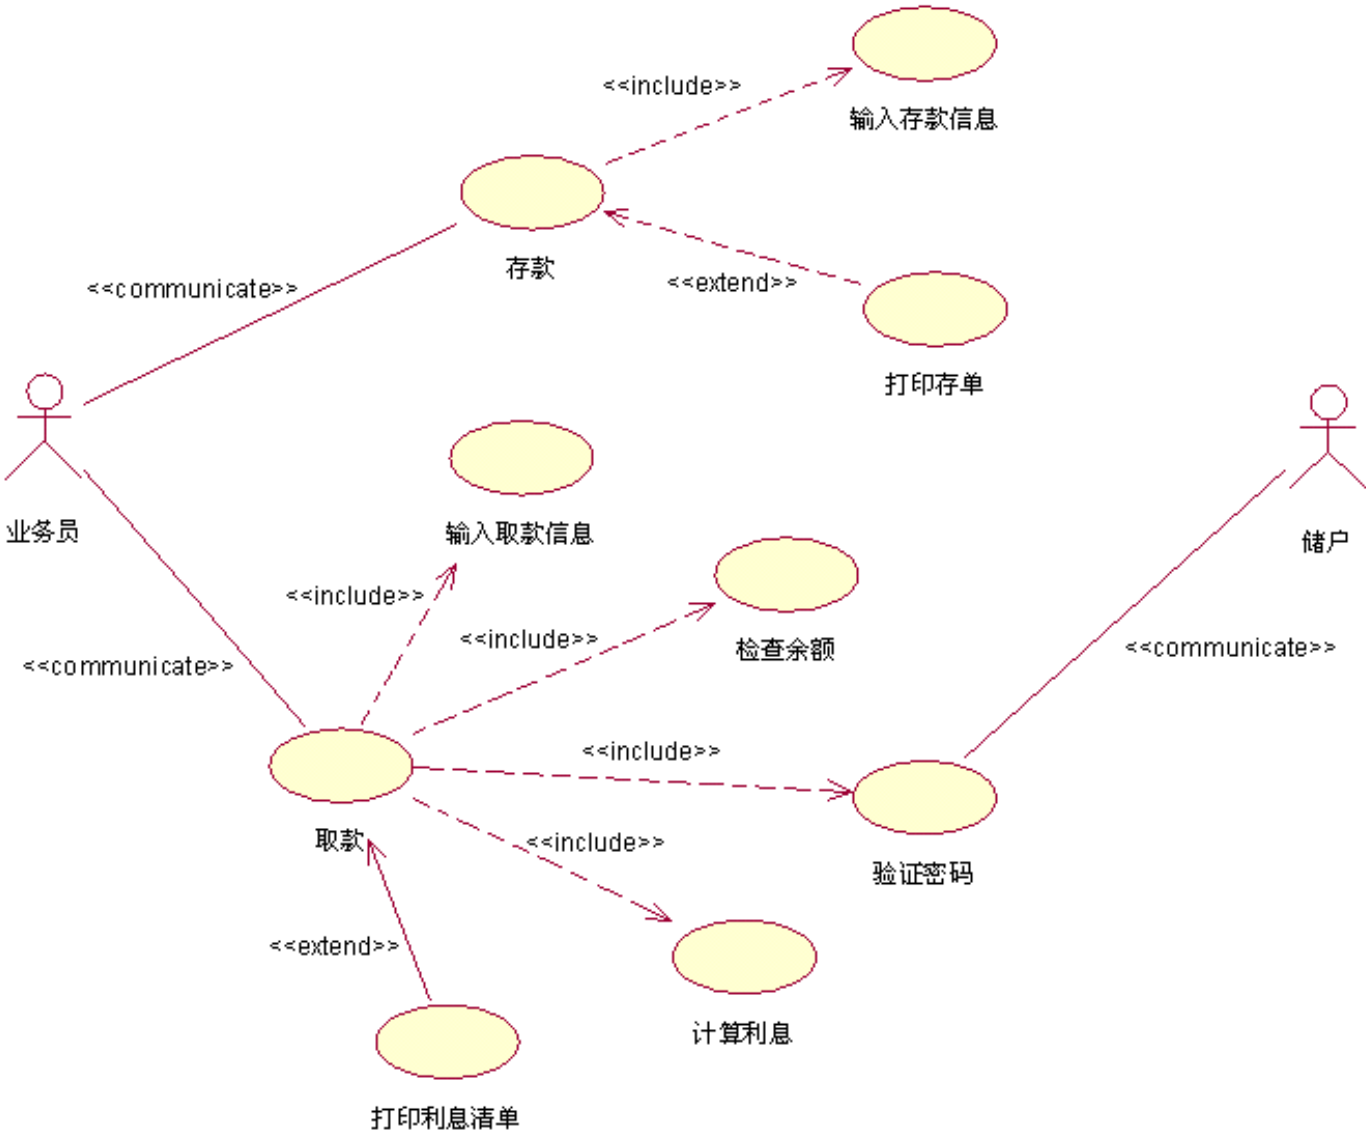 <<include>>
输入存款信息
存款
<<communicate>>
<<extend>>
打印存单
业务员
输入取款信息
储户
<<include>>
<<include>>
检查余额
<<communicate>>
<<communicate>>
<<include>>
取款
<<include>>
验证密码
<<extend>>
计算利息
打印利息清单